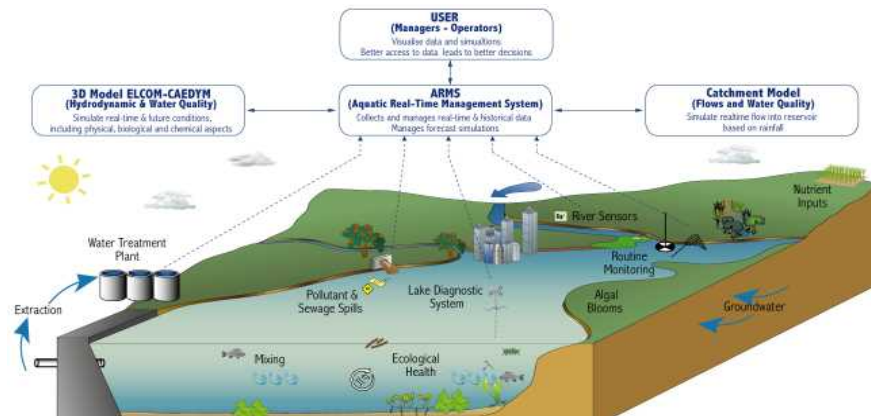 USER
(Managers - Operators)
Visualise data and simualtions
Better access to data leads to better decisions
3D Model ELCOM-CAEDYM
(Hydrodynamic & Water Quality)
Simulate real-time & future conditions,
including physical, biological and chemical aspects
ARMS
(Aquatic Real-Time Management System)
Collects and manages real-time & historical data
Manages forecast simulations
Catchment Model
(Flows and Water Quality)
Simulate realtime flow into reservoir
based on rainfall
Nutrient
Inputs
River Sensors
Water Treatment
Plant
Routine
Monitoring
Pollutant &
Sewage Spills
Lake Diagnostic
System
Algal
Blooms
Extraction
Groundwater
Mixing
Ecological
Health